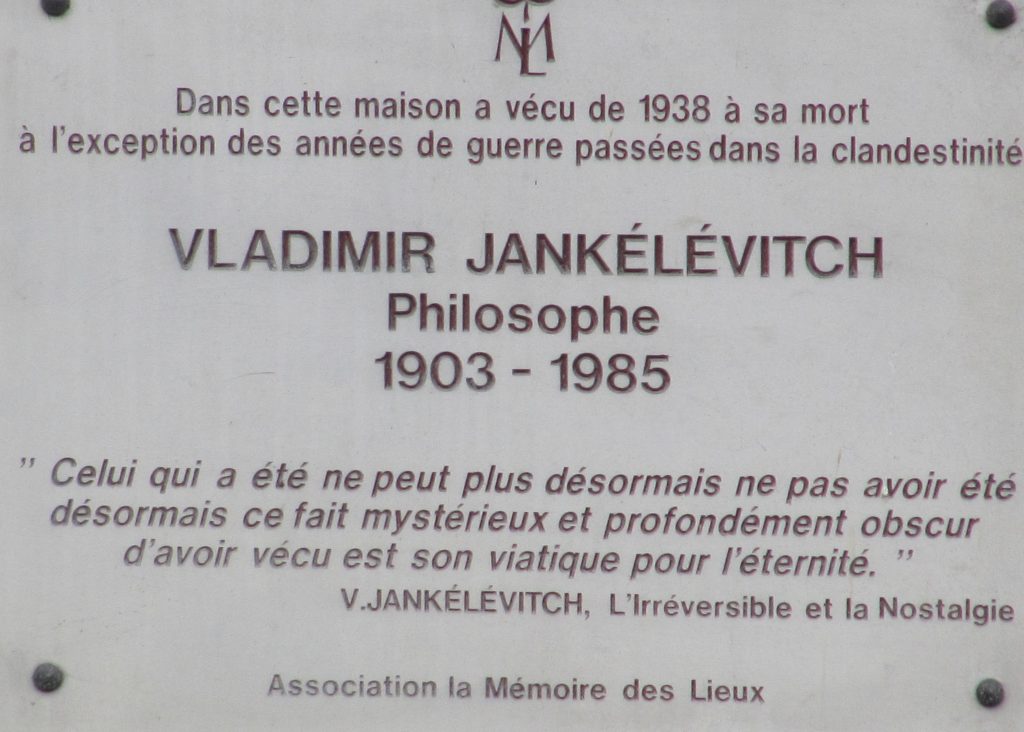 Dans cette maison a vécu de 1938 à sa mort
à l'exception des années de guerre passées dans la clandestinité
VLADIMIR JANKÉLÉVITCH
Philosophe
1903 - 1985
" Celui qui a été ne peut plus désormais ne pas avoir été
désormais ce fait mystérieux et profondément obscur
d'avoir vécu est son viatique pour l'éternité. "
V.JANKÉLÉVITCH, L'Irréversible et la Nostalgie
Association la Mémoire des Lieux